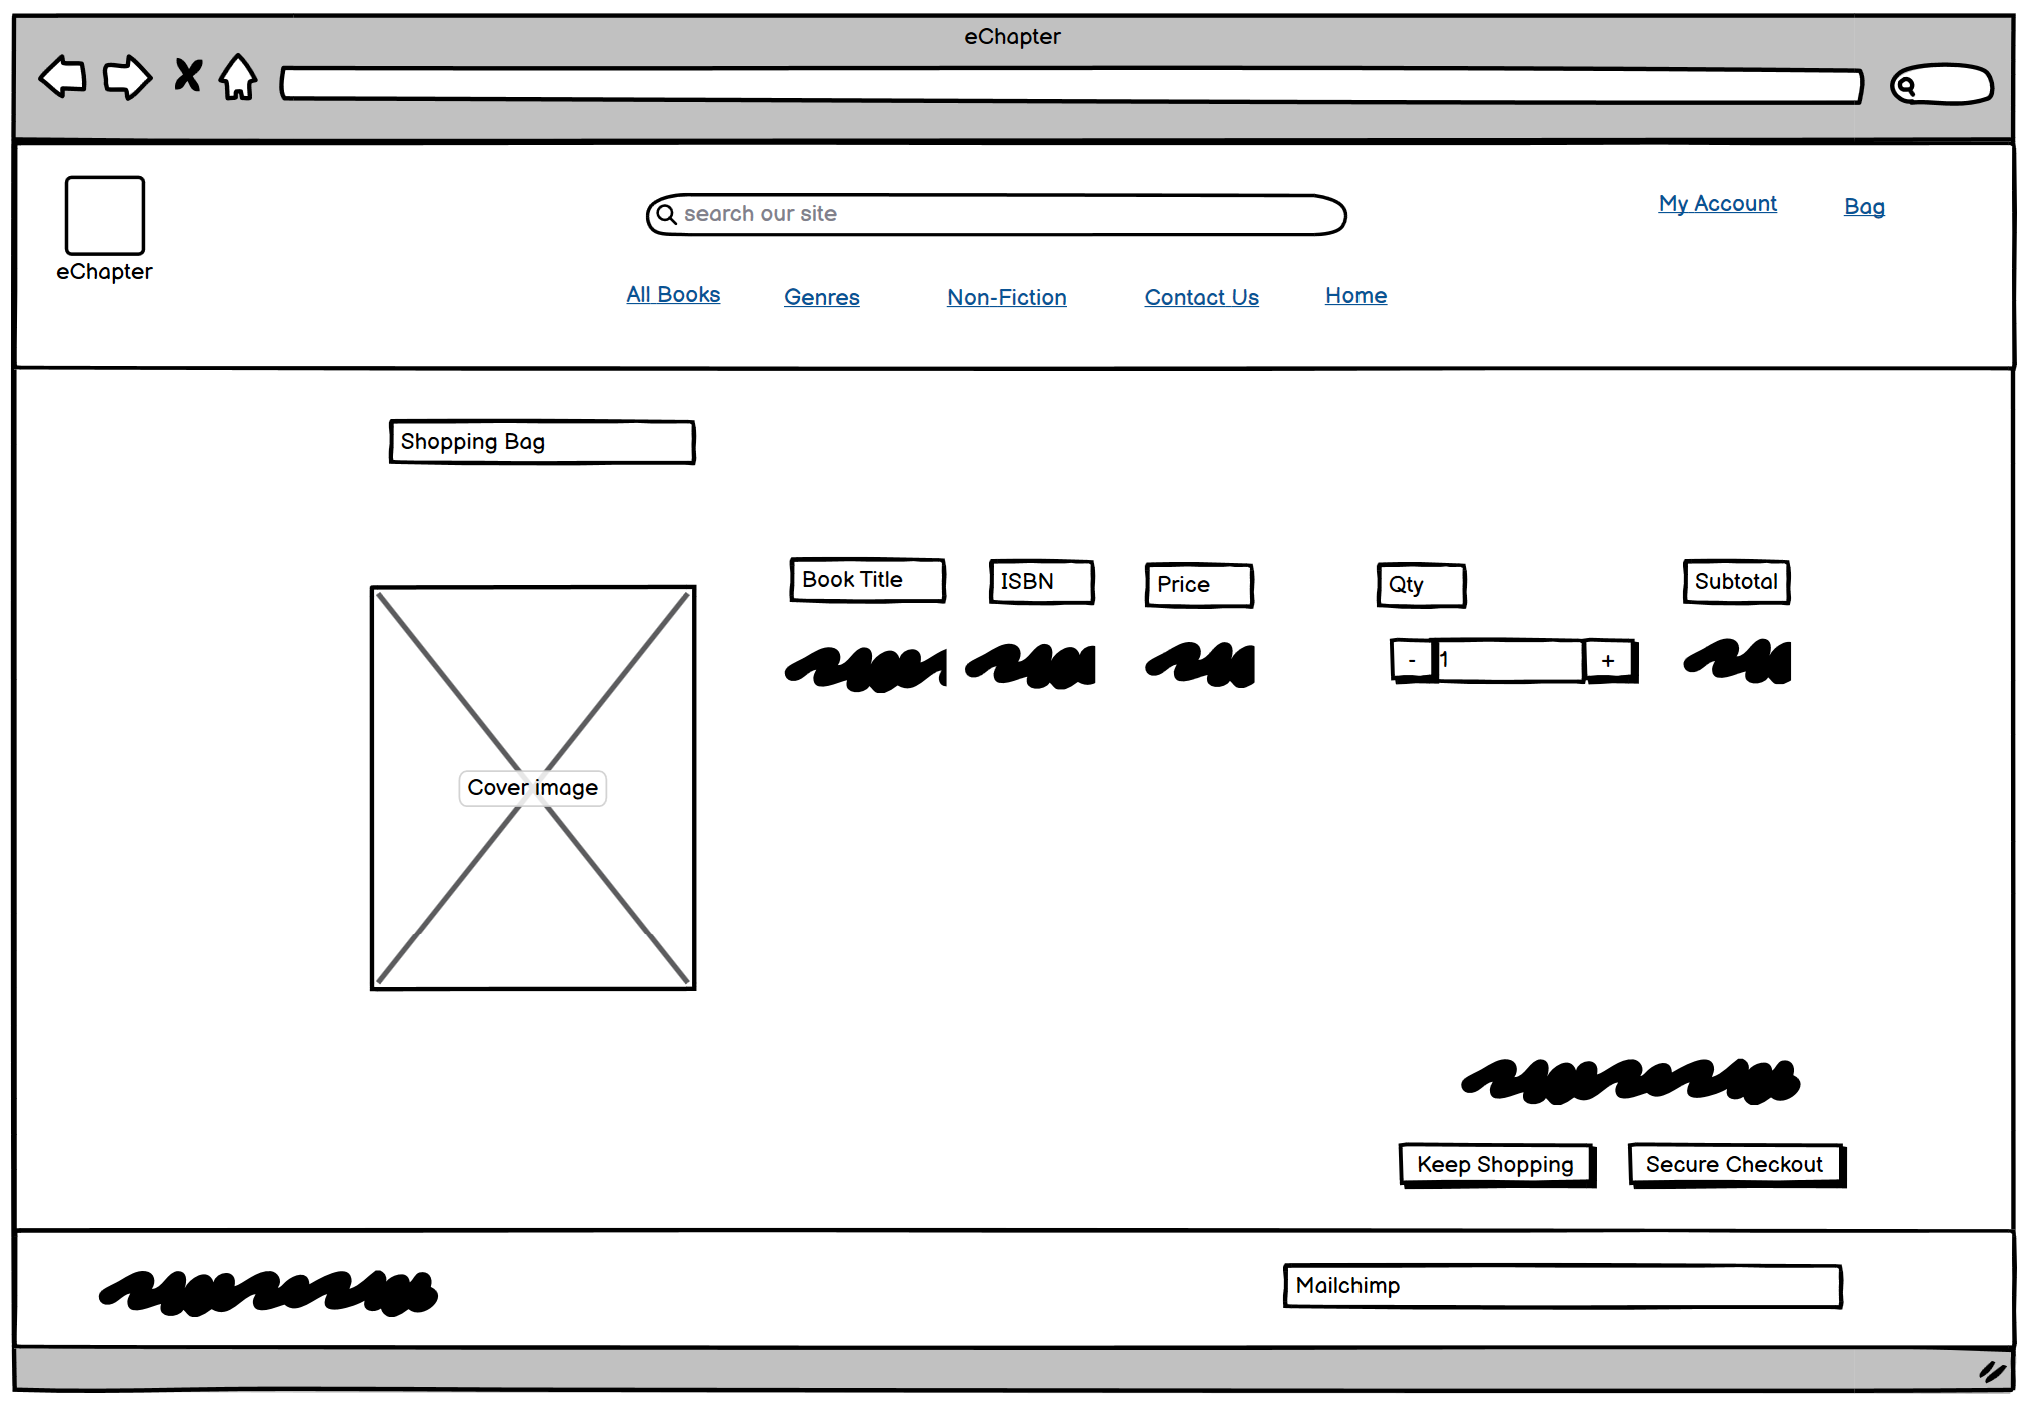 eChapter
search our site
My Account
Bag
eChapter
All Books
Genres
Non-Fiction
Contact Us
Home
Shopping Bag
Book Title
ISBN
Price
Qty
Subtotal
-
1
+
Cover image
Keep Shopping
Secure Checkout
Mailchimp